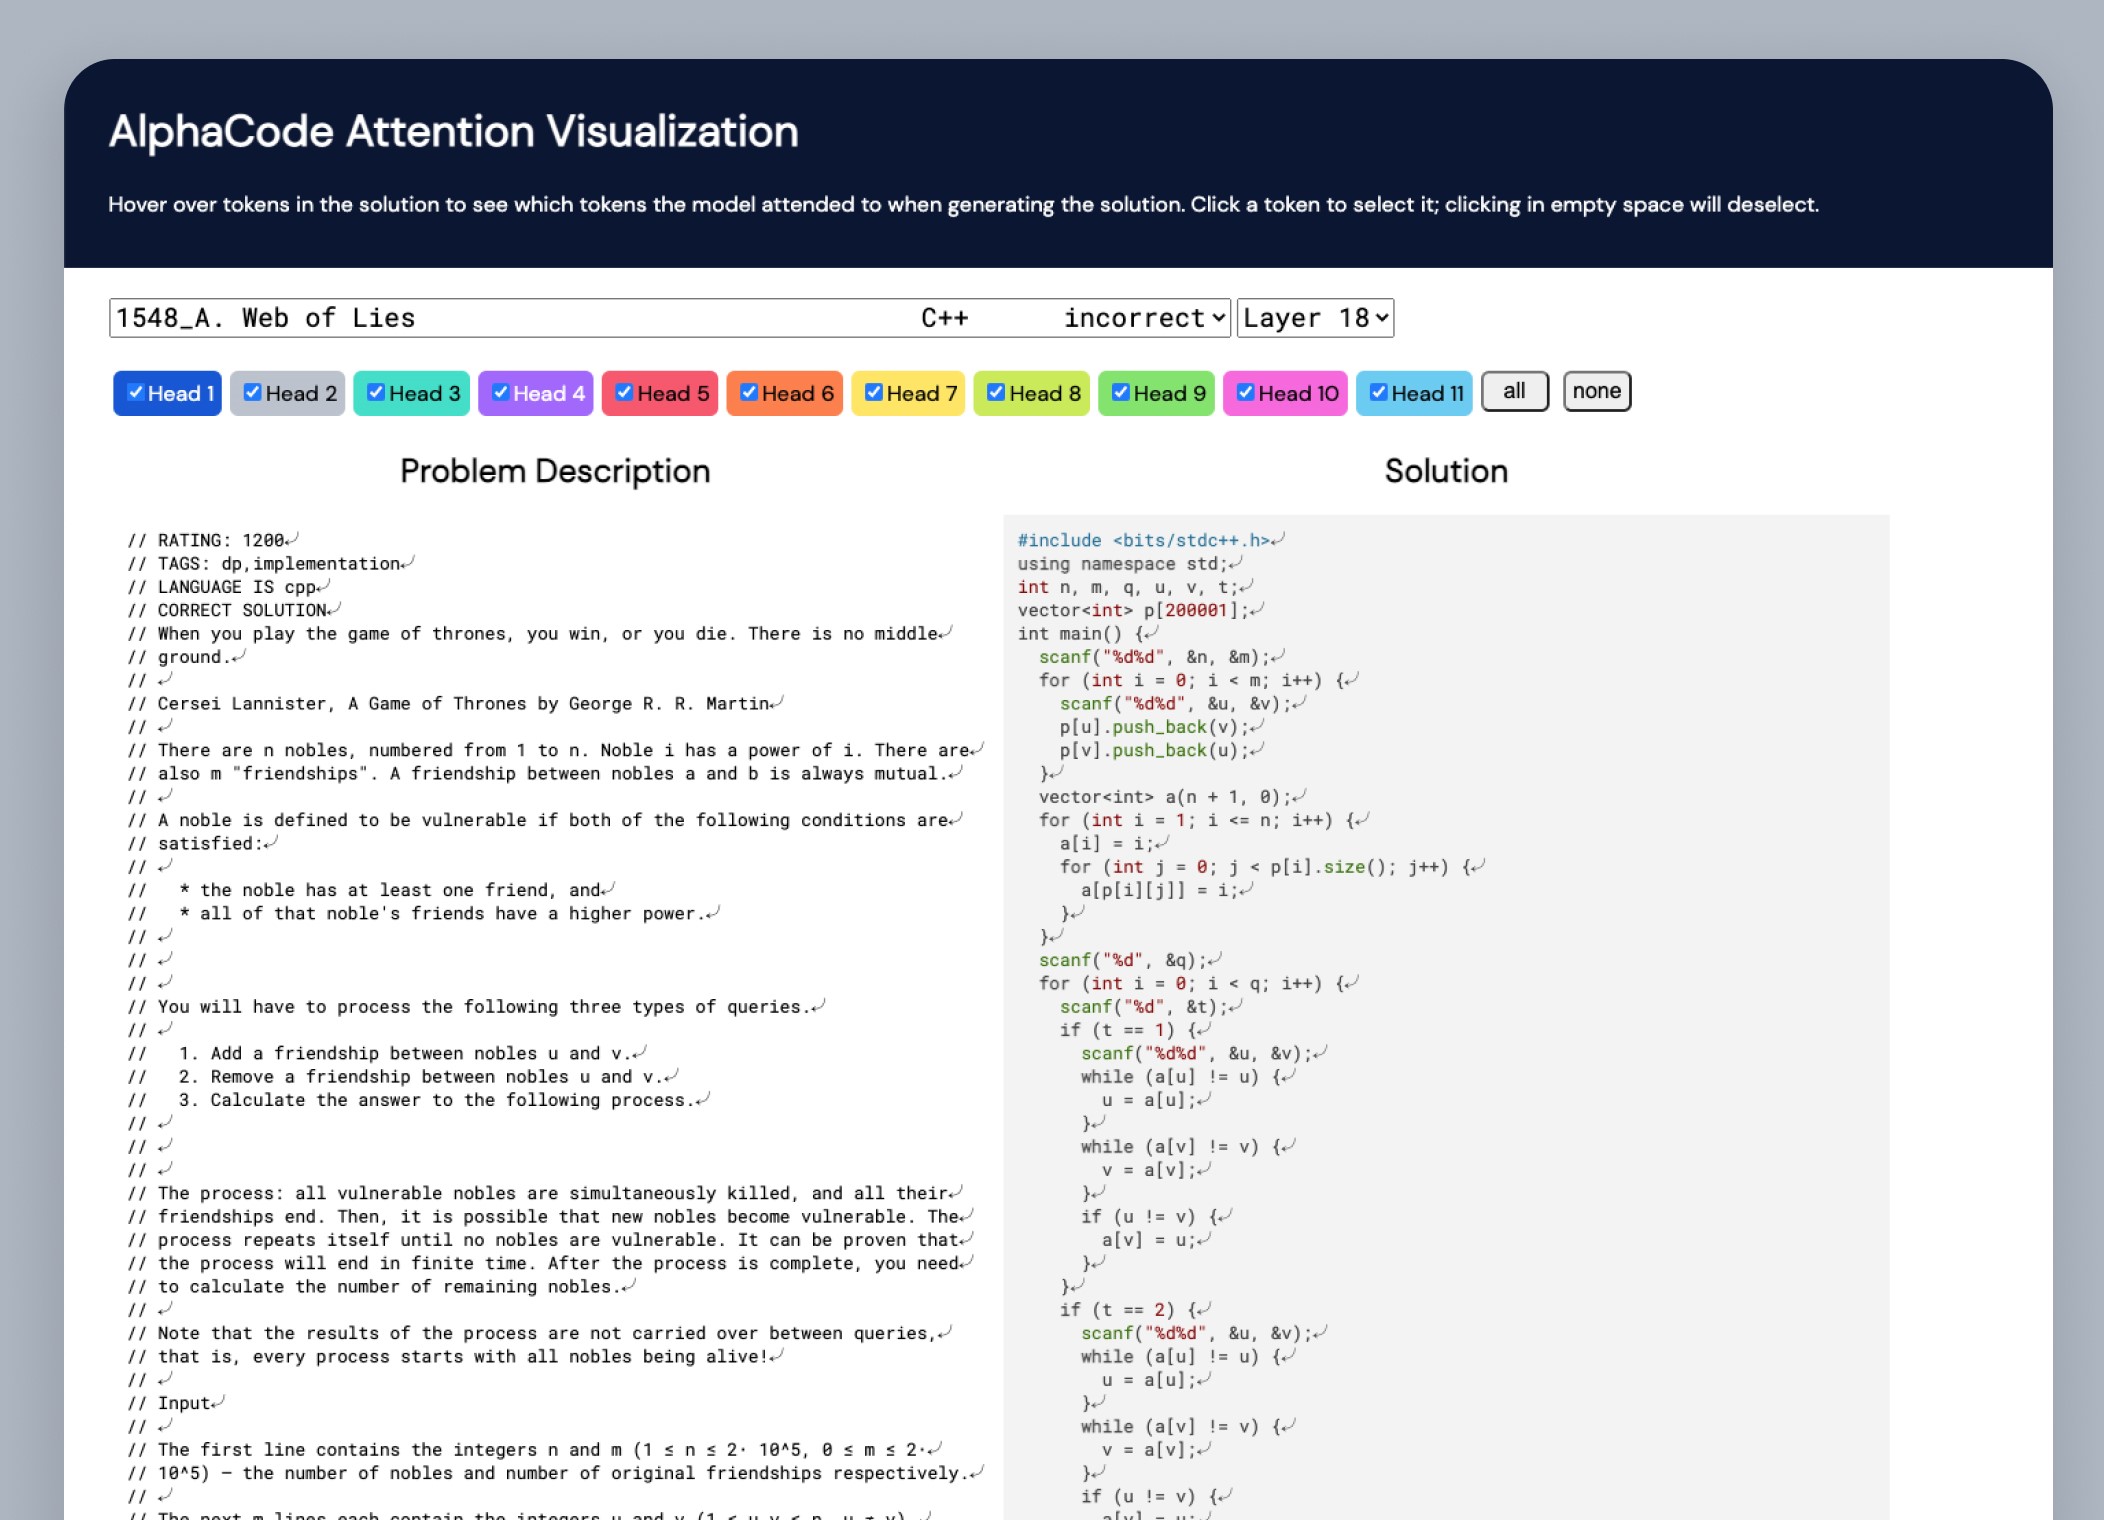 AlphaCode Attention Visualization
Hover over tokens in the solution to see which tokens the model attended to when generating the solution. Click a token to select it; clicking in empty space will deselect.
1548_A. Web of Lies C++ incorrect Layer 18
Head 1 Head 2 Head 3 Head 4 Head 5 Head 6 Head 7 Head 8 Head 9 Head 10 Head 11 all none
Problem Description
// RATING: 1200
// TAGS: dp,implementation
// LANGUAGE IS cpp
// CORRECT SOLUTION
// When you play the game of thrones, you win, or you die. There is no middle
// ground.
//
// Cersei Lannister, A Game of Thrones by George R. R. Martin
//
// There are n nobles, numbered from 1 to n. Noble i has a power of i. There are
// also m "friendships". A friendship between nobles a and b is always mutual.
//
// A noble is defined to be vulnerable if both of the following conditions are
// satisfied:
//
//   * the noble has at least one friend, and
//   * all of that noble's friends have a higher power.
//
//
//
// You will have to process the following three types of queries.
//
//   1. Add a friendship between nobles u and v.
//   2. Remove a friendship between nobles u and v.
//   3. Calculate the answer to the following process.
//
//
//
// The process: all vulnerable nobles are simultaneously killed, and all their
// friendships end. Then, it is possible that new nobles become vulnerable. The
// process repeats itself until no nobles are vulnerable. It can be proven that
// the process will end in finite time. After the process is complete, you need
// to calculate the number of remaining nobles.
//
// Note that the results of the process are not carried over between queries,
// that is, every process starts with all nobles being alive!
//
// Input
//
// The first line contains the integers n and m (1 ≤ n ≤ 2⋅ 10^5, 0 ≤ m ≤ 2⋅
// 10^5) — the number of nobles and number of original friendships respectively.
//
// The next m lines each contain the integers u and v (1 ≤ u,v ≤ n, u ≠ v)
Solution
#include <bits/stdc++.h>
using namespace std;
int n, m, q, u, v, t;
vector<int> p[200001];
int main() {
  scanf("%d%d", &n, &m);
  for (int i = 0; i < m; i++) {
    scanf("%d%d", &u, &v);
    p[u].push_back(v);
    p[v].push_back(u);
  }
  vector<int> a(n + 1, 0);
  for (int i = 1; i <= n; i++) {
    a[i] = i;
    for (int j = 0; j < p[i].size(); j++) {
      a[p[i][j]] = i;
    }
  }
  scanf("%d", &q);
  for (int i = 0; i < q; i++) {
    scanf("%d", &t);
    if (t == 1) {
      scanf("%d%d", &u, &v);
      while (a[u] != u) {
        u = a[u];
      }
      while (a[v] != v) {
        v = a[v];
      }
      if (u != v) {
        a[v] = u;
      }
    }
    if (t == 2) {
      scanf("%d%d", &u, &v);
      while (a[u] != u) {
        u = a[u];
      }
      while (a[v] != v) {
        v = a[v];
      }
      if (u != v) {
        a[v] = u;